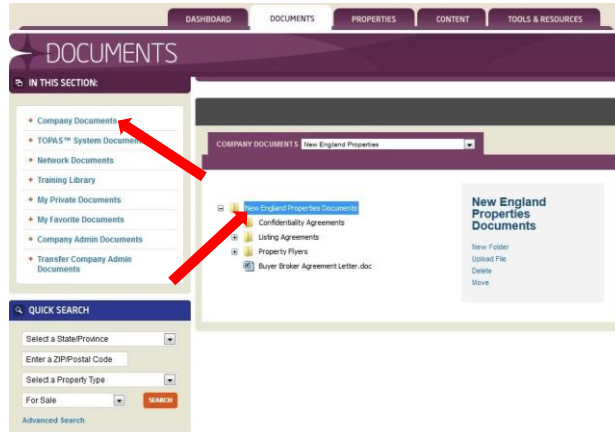 DASHBOARD
DOCUMENTS
PROPERTIES
CONTENT
TOOLS & RESOURCES
DOCUMENTS
IN THIS SECTION:
Company Documents
TOPAS™ System Documents
Network Documents
Training Library
My Private Documents
My Favorite Documents
Company Admin Documents
Transfer Company Admin
Documents
COMPANY DOCUMENTS New England Properties
New England Properties Documents
Confidentiality Agreements
Listing Agreements
Property Flyers
Buyer Broker Agreement Letter.doc
New England
Properties
Documents
New Folder
Upload File
Delete
Move
QUICK SEARCH
Select a State/Province
Enter a ZIP/Postal Code
Select a Property Type
For Sale
SEARCH
Advanced Search